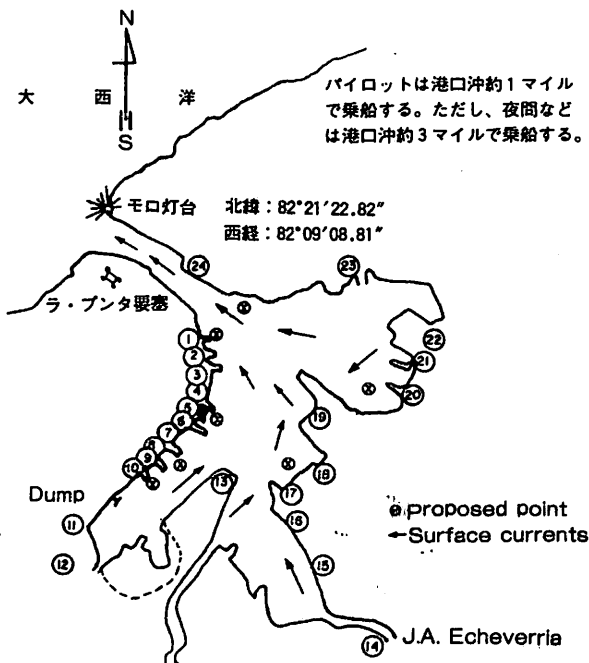 N
S
大 西 洋
パイロットは港口沖約1マイル
で乗船する。ただし、夜間など
は港口沖約3マイルで乗船する。
モロ灯台
北緯:82°21′22.82″
西経:82°09′08.81″
ラ・プンタ要塞
24
23
1
2
3
4
5
6
7
8
9
10
22
21
20
19
18
17
16
15
14
13
Dump
11
12
proposed point
Surface currents
J.A. Echeverria